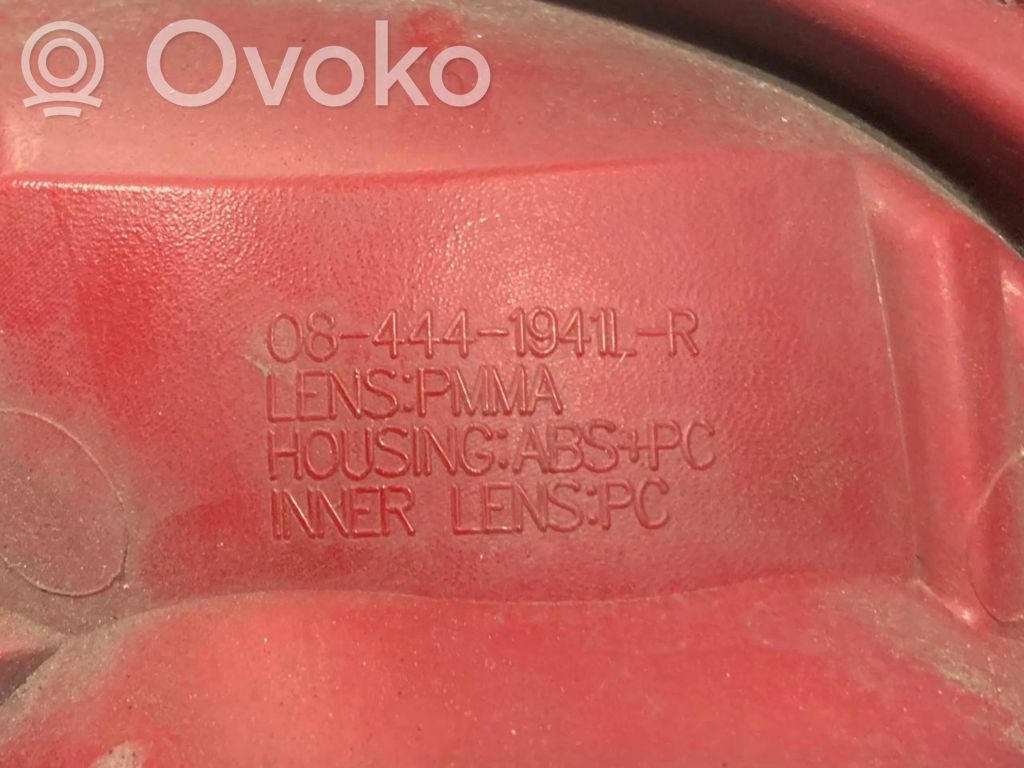 Ovoko
08-444-1941L-R
LENS:PMMA
HOUSING:ABS+PC
INNER LENS:PC